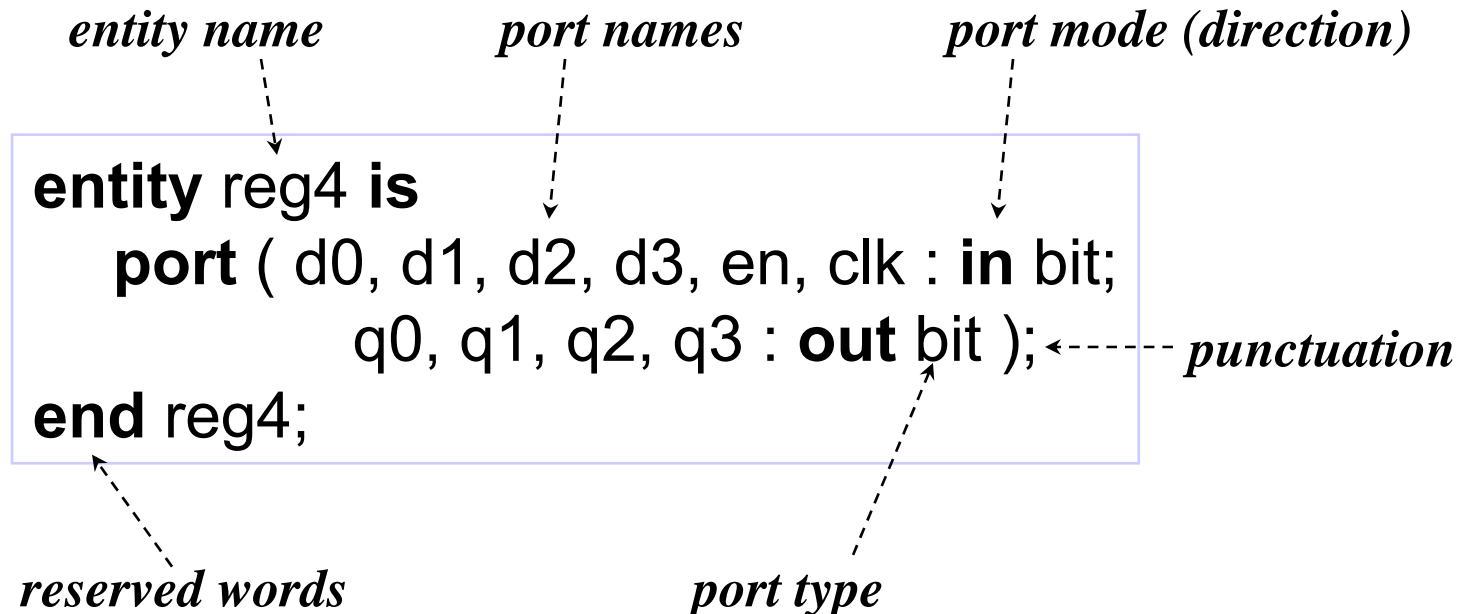 entity name port names port mode (direction)
entity reg4 is
port ( d0, d1, d2, d3, en, clk : in bit;
q0, q1, q2, q3 : out bit );
punctuation
end reg4;
reserved words port type